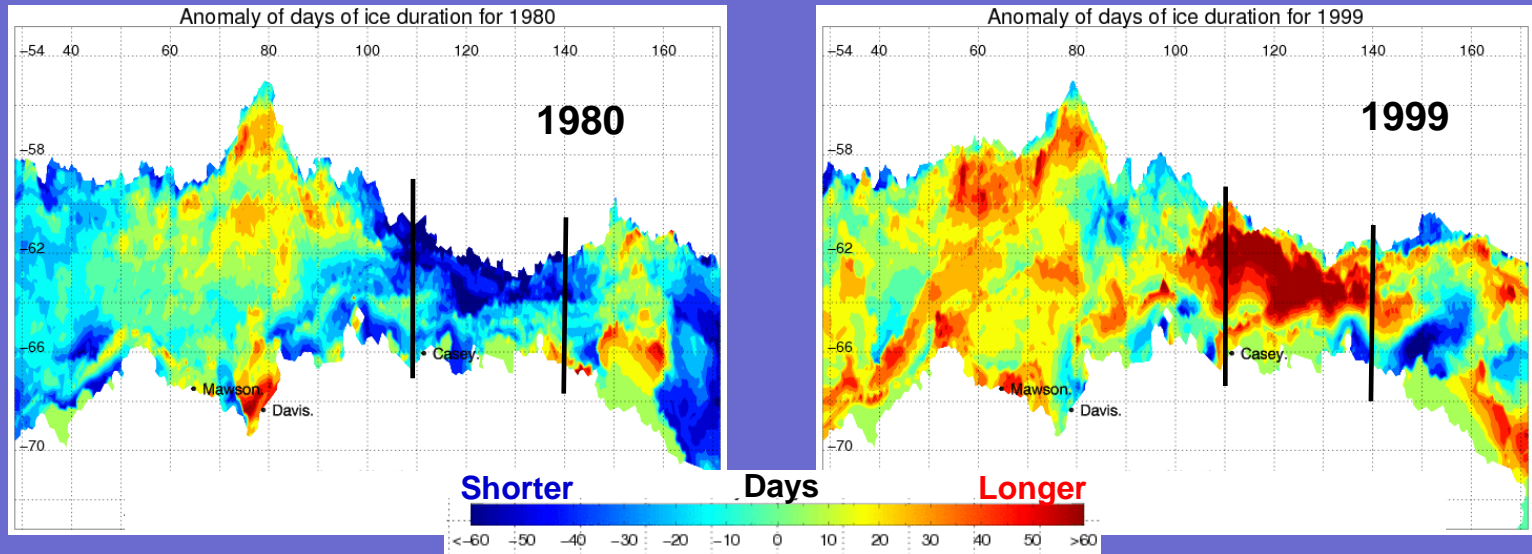 Anomaly of days of ice duration for 1980
-54 40 60 80 100 120 140 160
1980
-58
-62
-66
Casey.
Mawson.
Davis.
-70
Anomaly of days of ice duration for 1999
-54 40 60 80 100 120 140 160
1999
-58
-62
-66
Casey.
Mawson.
Davis.
-70
Shorter Days Longer
<-60 -50 -40 -30 -20 -10 0 10 20 30 40 50 >60